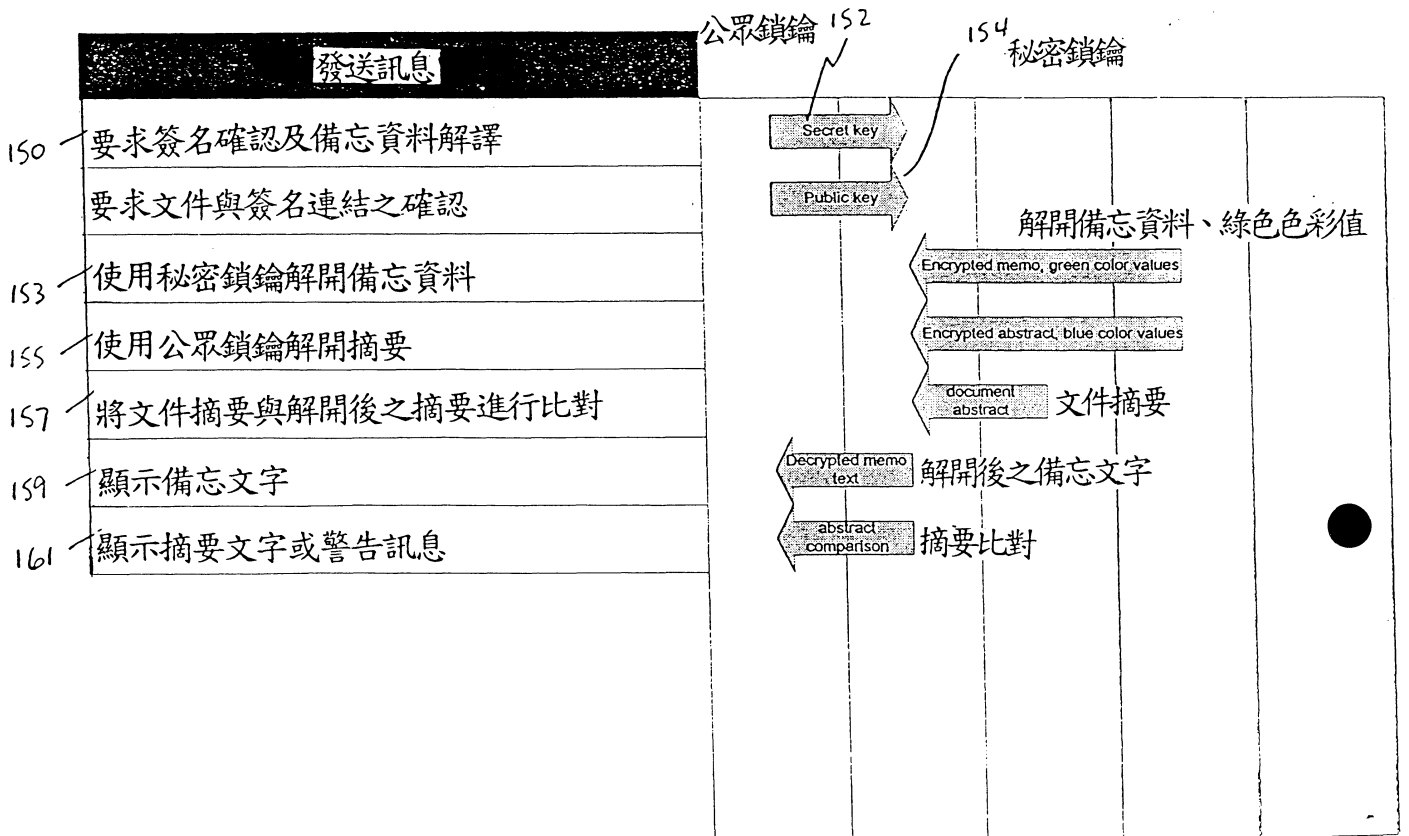 公眾鎖鑰 152
154
秘密鎖鑰
發送訊息
150 要求簽名確認及備忘資料解譯
Secret key
要求文件與簽名連結之確認
Public key
解開備忘資料、綠色色彩值
153 使用秘密鎖鑰解開備忘資料
Encrypted memo, green color values
155 使用公眾鎖鑰解開摘要
Encrypted abstract, blue color values
157 將文件摘要與解開後之摘要進行比對
document
abstract
文件摘要
159 顯示備忘文字
Decrypted memo
text
解開後之備忘文字
161 顯示摘要文字或警告訊息
abstract
comparison
摘要比對